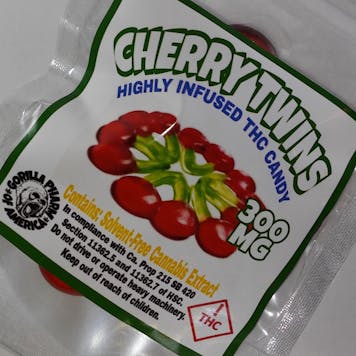 CHERRY TWINS
HIGHLY INFUSED THC CANDY
300
MG
GORILLA
AMERICA
Contains: Solvent-Free Cannabis Extract
In compliance with Ca. Prop 215 SB 420
Section 11362.5 and 11362.7 of HSC.
Do not drive or operate heavy machinery.
Keep out of reach of children.
!
THC